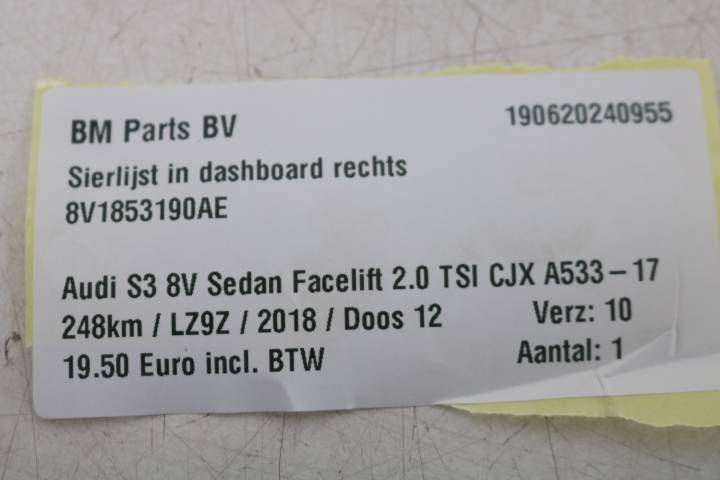 BM Parts BV 190620240955
Sierlijst in dashboard rechts
8V1853190AE
Audi S3 8V Sedan Facelift 2.0 TSI CJX A533-17
248km / LZ9Z / 2018 / Doos 12 Verz: 10
19.50 Euro incl. BTW Aantal: 1